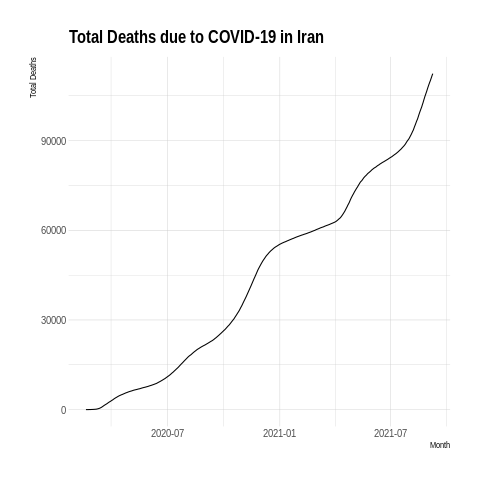 Total Deaths due to COVID-19 in Iran
Total Deaths
90000
60000
30000
0
2020-07 2021-01 2021-07
Month